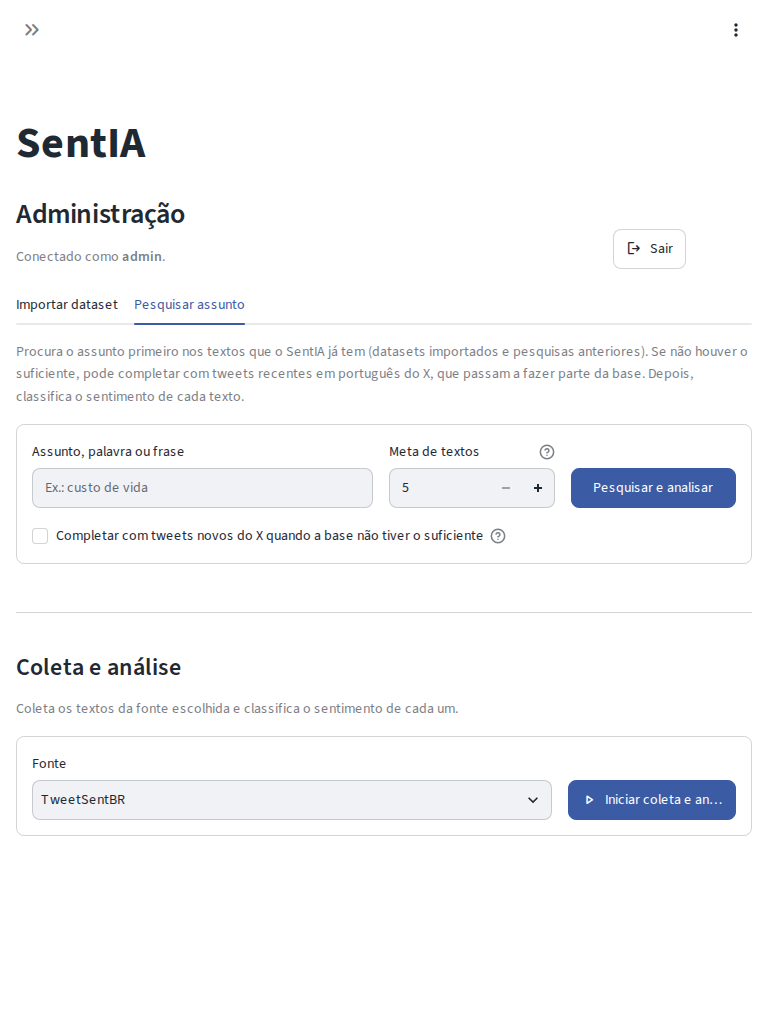 SentIA
Administração
Conectado como admin.
Sair
Importar dataset
Pesquisar assunto
Procura o assunto primeiro nos textos que o SentIA já tem (datasets importados e pesquisas anteriores). Se não houver o
suficiente, pode completar com tweets recentes em português do X, que passam a fazer parte da base. Depois,
classifica o sentimento de cada texto.
Assunto, palavra ou frase
Meta de textos
Ex.: custo de vida
5
Pesquisar e analisar
Completar com tweets novos do X quando a base não tiver o suficiente
Coleta e análise
Coleta os textos da fonte escolhida e classifica o sentimento de cada um.
Fonte
TweetSentBR
Iniciar coleta e an…